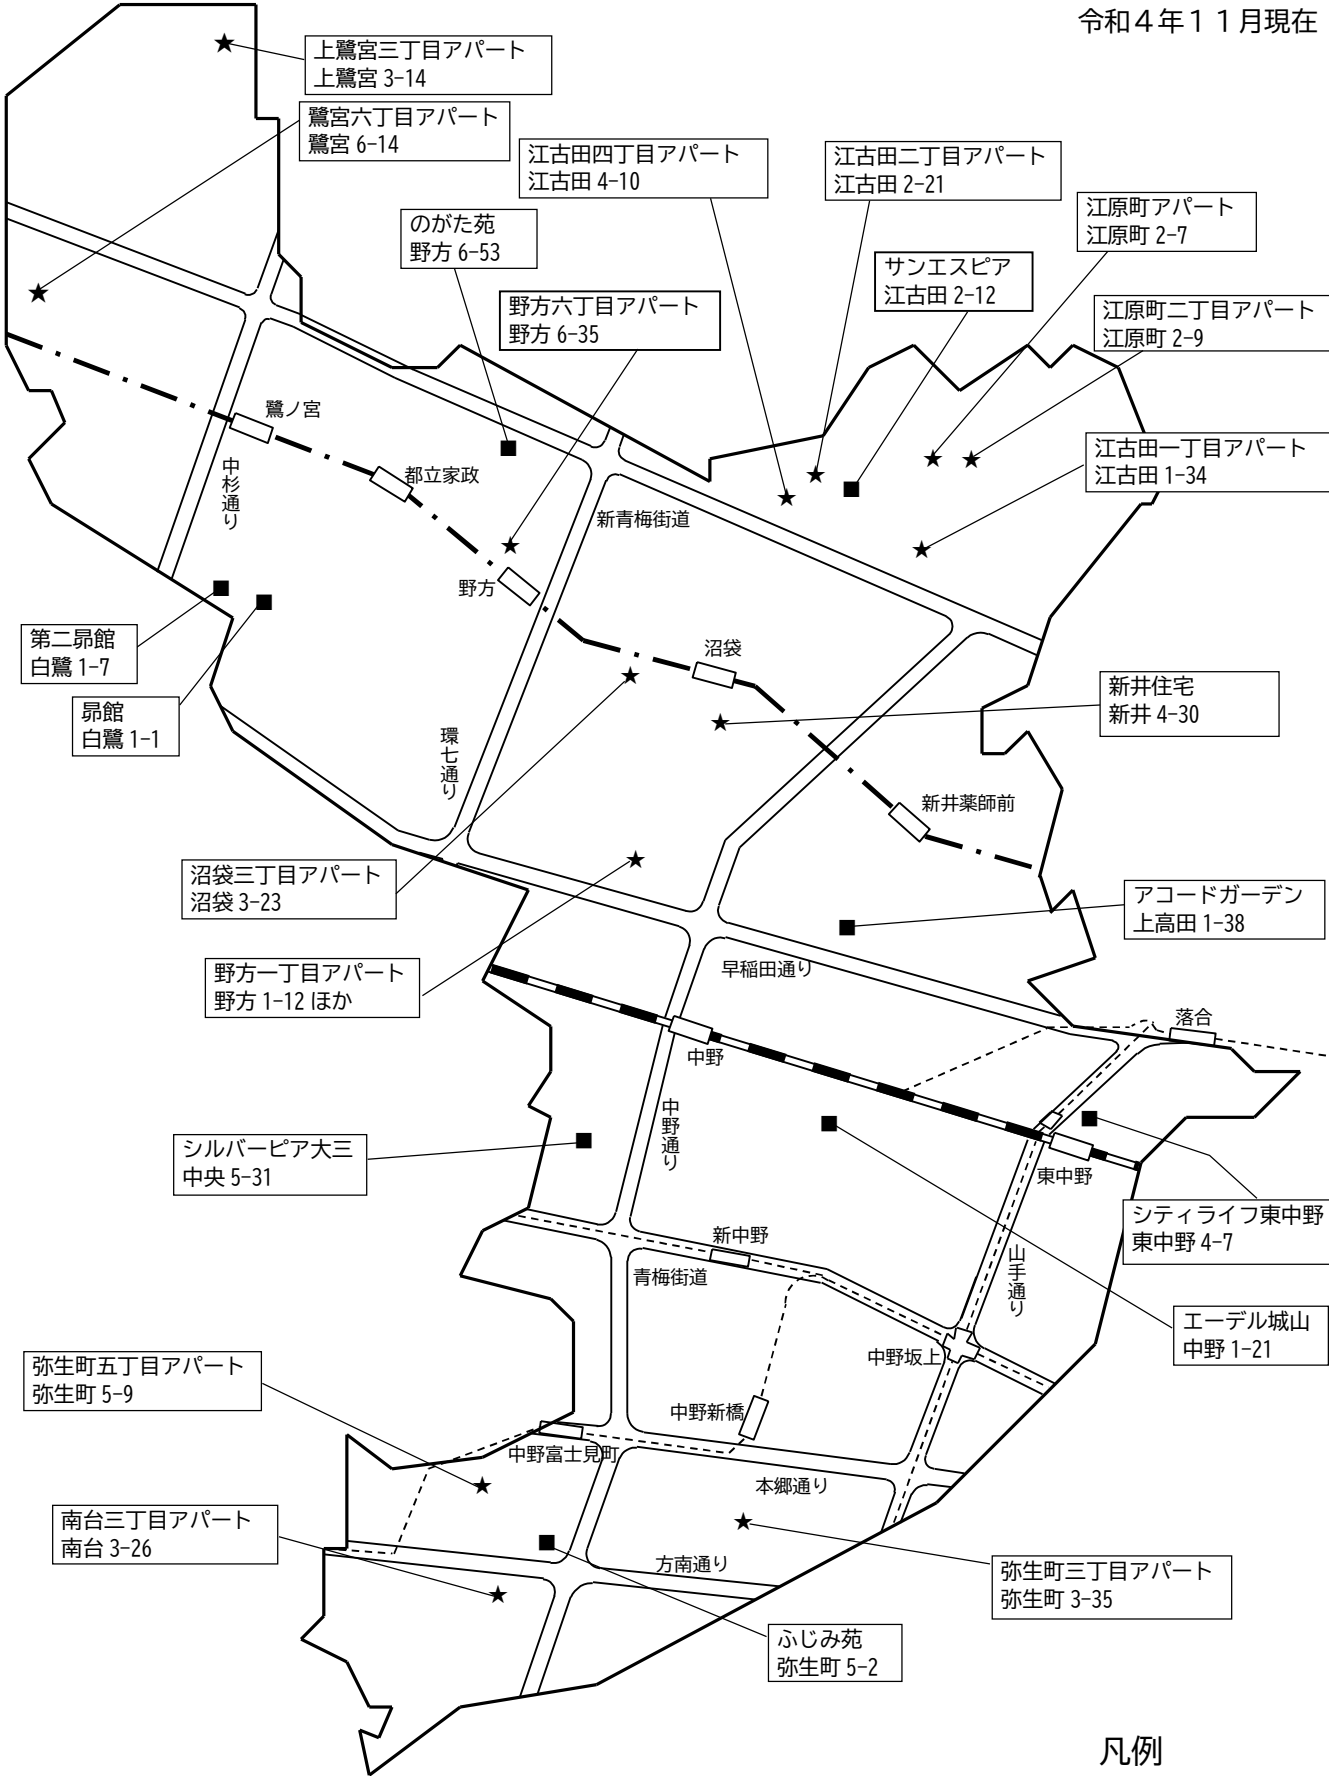 令和４年１１月現在
上鷺宮三丁目アパート
上鷺宮 3-14
鷺宮六丁目アパート
鷺宮 6-14
江古田四丁目アパート
江古田 4-10
江古田二丁目アパート
江古田 2-21
江原町アパート
江原町 2-7
のがた苑
野方 6-53
サンエスピア
江古田 2-12
野方六丁目アパート
野方 6-35
江原町二丁目アパート
江原町 2-9
鷺ノ宮
江古田一丁目アパート
江古田 1-34
中杉通り
都立家政
新青梅街道
野方
第二昴館
白鷺 1-7
沼袋
新井住宅
新井 4-30
昴館
白鷺 1-1
環七通り
新井薬師前
沼袋三丁目アパート
沼袋 3-23
アコードガーデン
上高田 1-38
野方一丁目アパート
野方 1-12 ほか
早稲田通り
落合
中野
中野通り
シルバーピア大三
中央 5-31
東中野
シティライフ東中野
東中野 4-7
新中野
青梅街道
山手通り
エーデル城山
中野 1-21
中野坂上
弥生町五丁目アパート
弥生町 5-9
中野新橋
中野富士見町
本郷通り
南台三丁目アパート
南台 3-26
方南通り
弥生町三丁目アパート
弥生町 3-35
ふじみ苑
弥生町 5-2
凡例